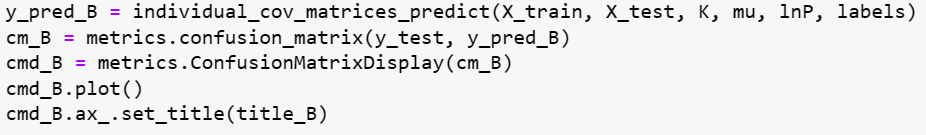 y_pred_B = individual_cov_matrices_predict(X_train, X_test, K, mu, lnP, labels)
cm_B = metrics.confusion_matrix(y_test, y_pred_B)
cmd_B = metrics.ConfusionMatrixDisplay(cm_B)
cmd_B.plot()
cmd_B.ax_.set_title(title_B)